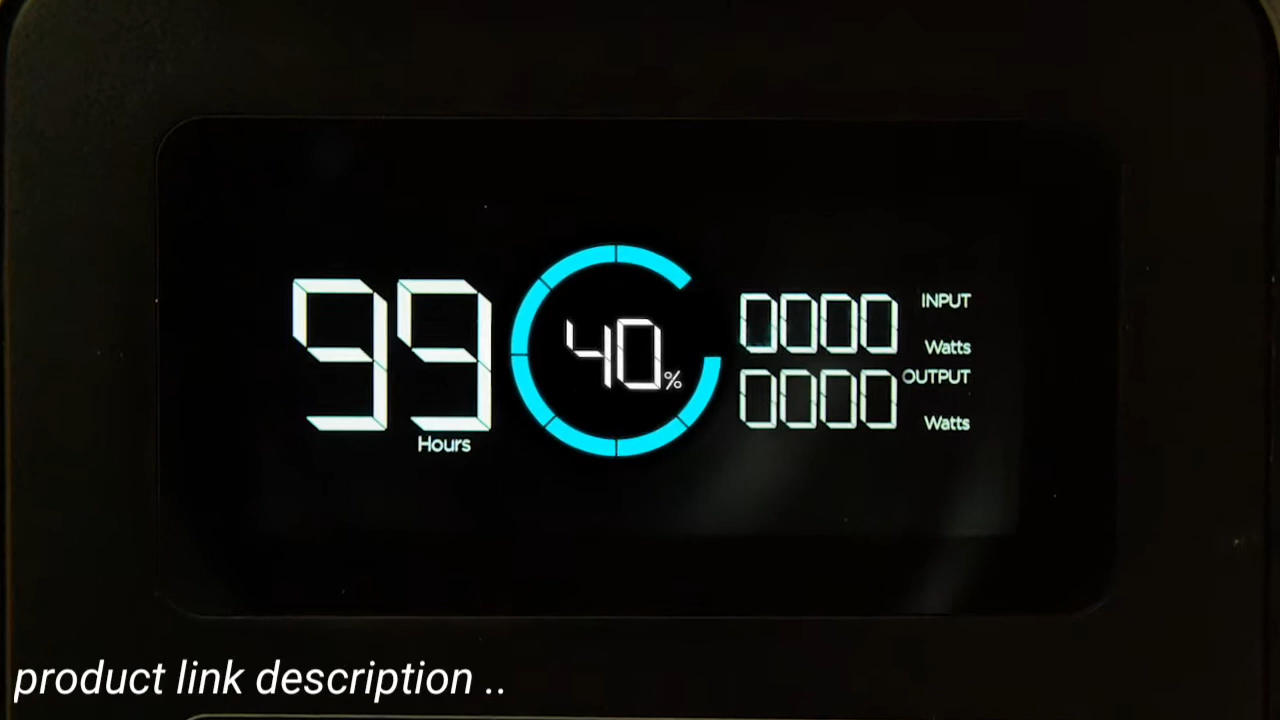 99
Hours
40%
0000 INPUT
Watts
0000 OUTPUT
Watts
product link description ..